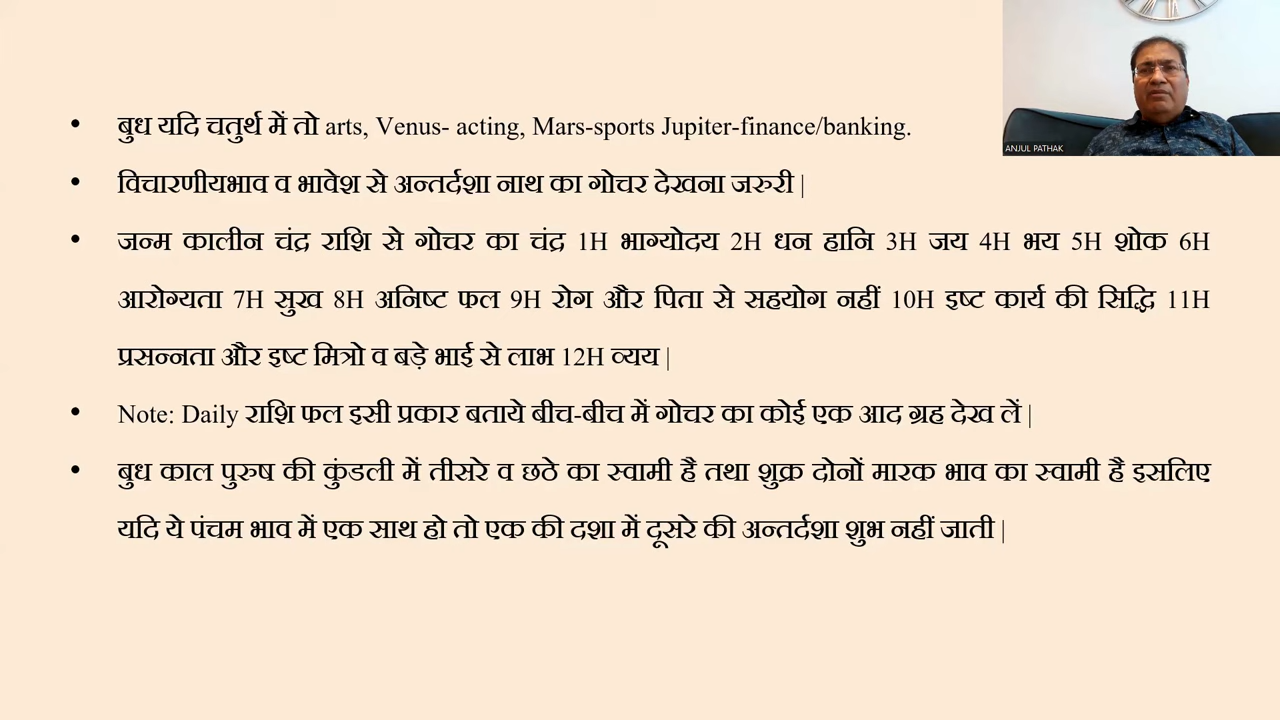 • बुध यदि चतुर्थ में तो arts, Venus- acting, Mars-sports Jupiter-finance/banking.
ANJUL PATHAK
• विचारणीयभाव व भावेश से अन्तर्दशा नाथ का गोचर देखना जरुरी |
• जन्म कालीन चंद्र राशि से गोचर का चंद्र 1H भाग्योदय 2H धन हानि 3H जय 4H भय 5H शोक 6H
आरोग्यता 7H सुख 8H अनिष्ट फल 9H रोग और पिता से सहयोग नहीं 10H इष्ट कार्य की सिद्धि 11H
प्रसन्नता और इष्ट मित्रो व बड़े भाई से लाभ 12H व्यय |
• Note: Daily राशि फल इसी प्रकार बताये बीच-बीच में गोचर का कोई एक आद ग्रह देख लें |
• बुध काल पुरुष की कुंडली में तीसरे व छठे का स्वामी है तथा शुक्र दोनों मारक भाव का स्वामी है इसलिए
यदि ये पंचम भाव में एक साथ हो तो एक की दशा में दूसरे की अन्तर्दशा शुभ नहीं जाती |